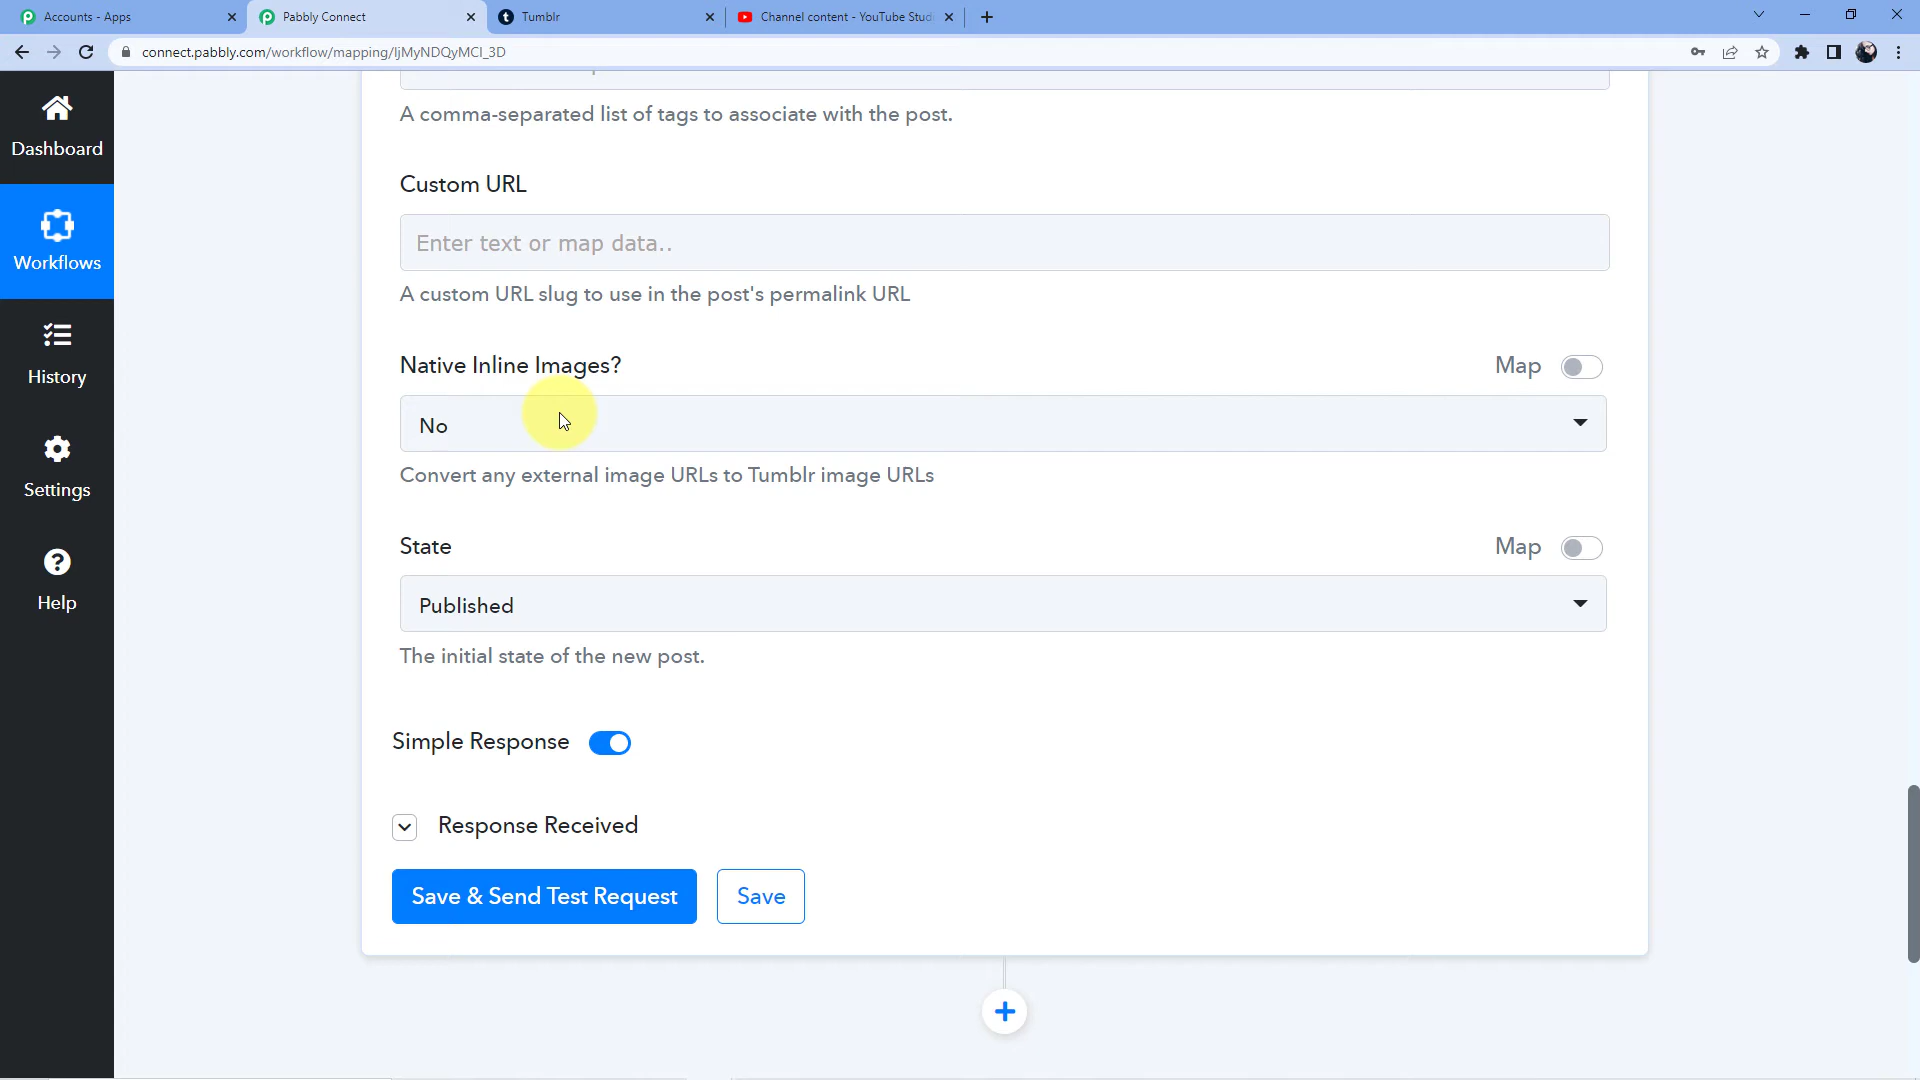 Accounts - Apps
Pabbly Connect
Tumblr
Channel content - YouTube Stud
connect.pabbly.com/workflow/mapping/IjMyNDQyMCI_3D
Dashboard
Workflows
History
Settings
Help
A comma-separated list of tags to associate with the post.
Custom URL
Enter text or map data..
A custom URL slug to use in the post's permalink URL
Native Inline Images?
Map
No
Convert any external image URLs to Tumblr image URLs
State
Map
Published
The initial state of the new post.
Simple Response
Response Received
Save & Send Test Request
Save